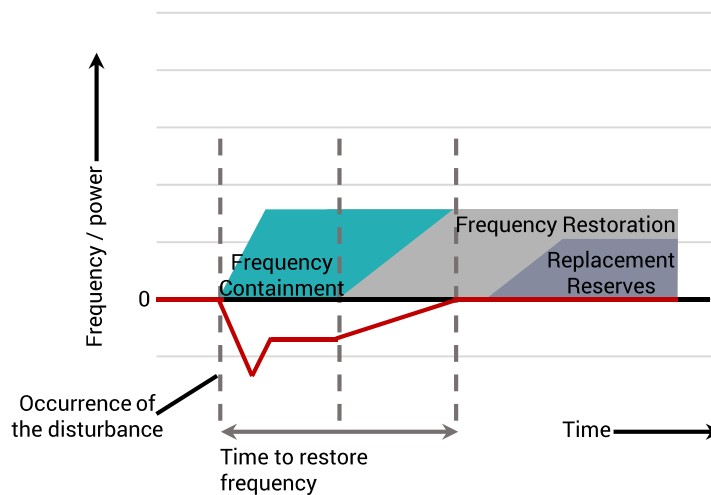 Frequency / power
Frequency Restoration
Frequency
Containment
Replacement
Reserves
0
Occurrence of
the disturbance
Time
Time to restore
frequency